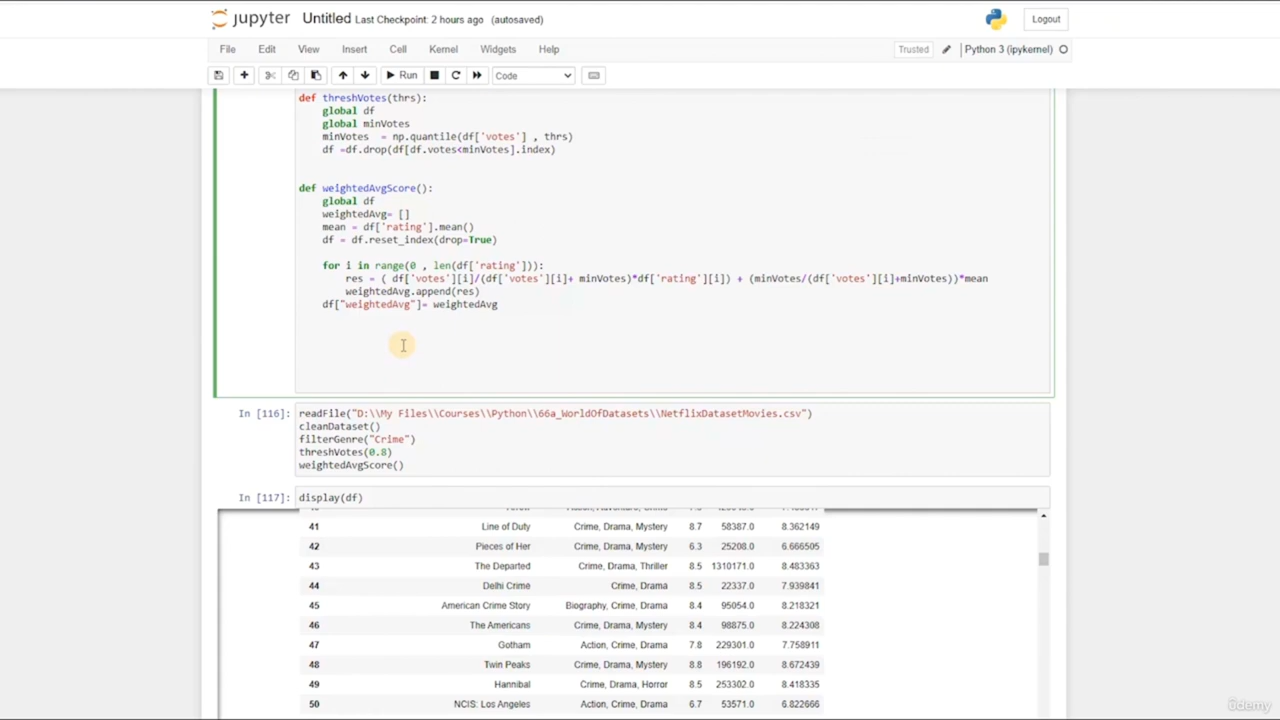 jupyter Untitled Last Checkpoint: 2 hours ago (autosaved) Logout
File Edit View Insert Cell Kernel Widgets Help Trusted Python 3 (ipykernel)
Run Code
def threshVotes(thrs):
global df
global minVotes
minVotes = np.quantile(df['votes'] , thrs)
df =df.drop(df[df.votes<minVotes].index)
def weightedAvgScore():
global df
weightedAvg= []
mean = df['rating'].mean()
df = df.reset_index(drop=True)
for i in range(0 , len(df['rating'])):
res = ( df['votes'][i]/(df['votes'][i]+ minVotes)*df['rating'][i]) + (minVotes/(df['votes'][i]+minVotes))*mean
weightedAvg.append(res)
df["weightedAvg"]= weightedAvg
In [116]: readFile("D:\\My Files\\Courses\\Python\\66a_WorldOfDatasets\\NetflixDatasetMovies.csv")
cleanDataset()
filterGenre("Crime")
threshVotes(0.8)
weightedAvgScore()
In [117]: display(df)
41 Line of Duty Crime, Drama, Mystery 8.7 58387.0 8.362149
42 Pieces of Her Crime, Drama, Mystery 6.3 25208.0 6.666505
43 The Departed Crime, Drama, Thriller 8.5 1310171.0 8.483363
44 Delhi Crime Crime, Drama 8.5 22337.0 7.939841
45 American Crime Story Biography, Crime, Drama 8.4 95054.0 8.218321
46 The Americans Crime, Drama, Mystery 8.4 98875.0 8.224308
47 Gotham Action, Crime, Drama 7.8 229301.0 7.758911
48 Twin Peaks Crime, Drama, Mystery 8.8 196192.0 8.672439
49 Hannibal Crime, Drama, Horror 8.5 253302.0 8.418335
50 NCIS: Los Angeles Action, Crime, Drama 6.7 53571.0 6.822666
ûdemy